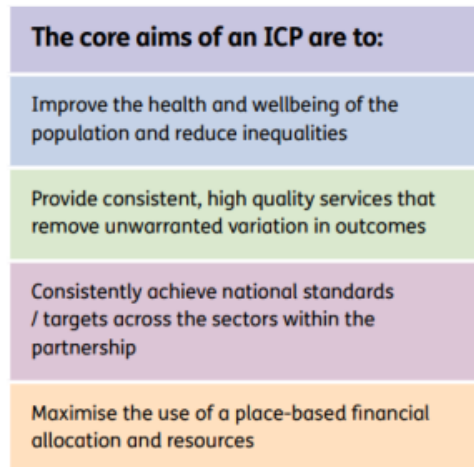 The core aims of an ICP are to:
Improve the health and wellbeing of the
population and reduce inequalities
Provide consistent, high quality services that
remove unwarranted variation in outcomes
Consistently achieve national standards
/ targets across the sectors within the
partnership
Maximise the use of a place-based financial
allocation and resources